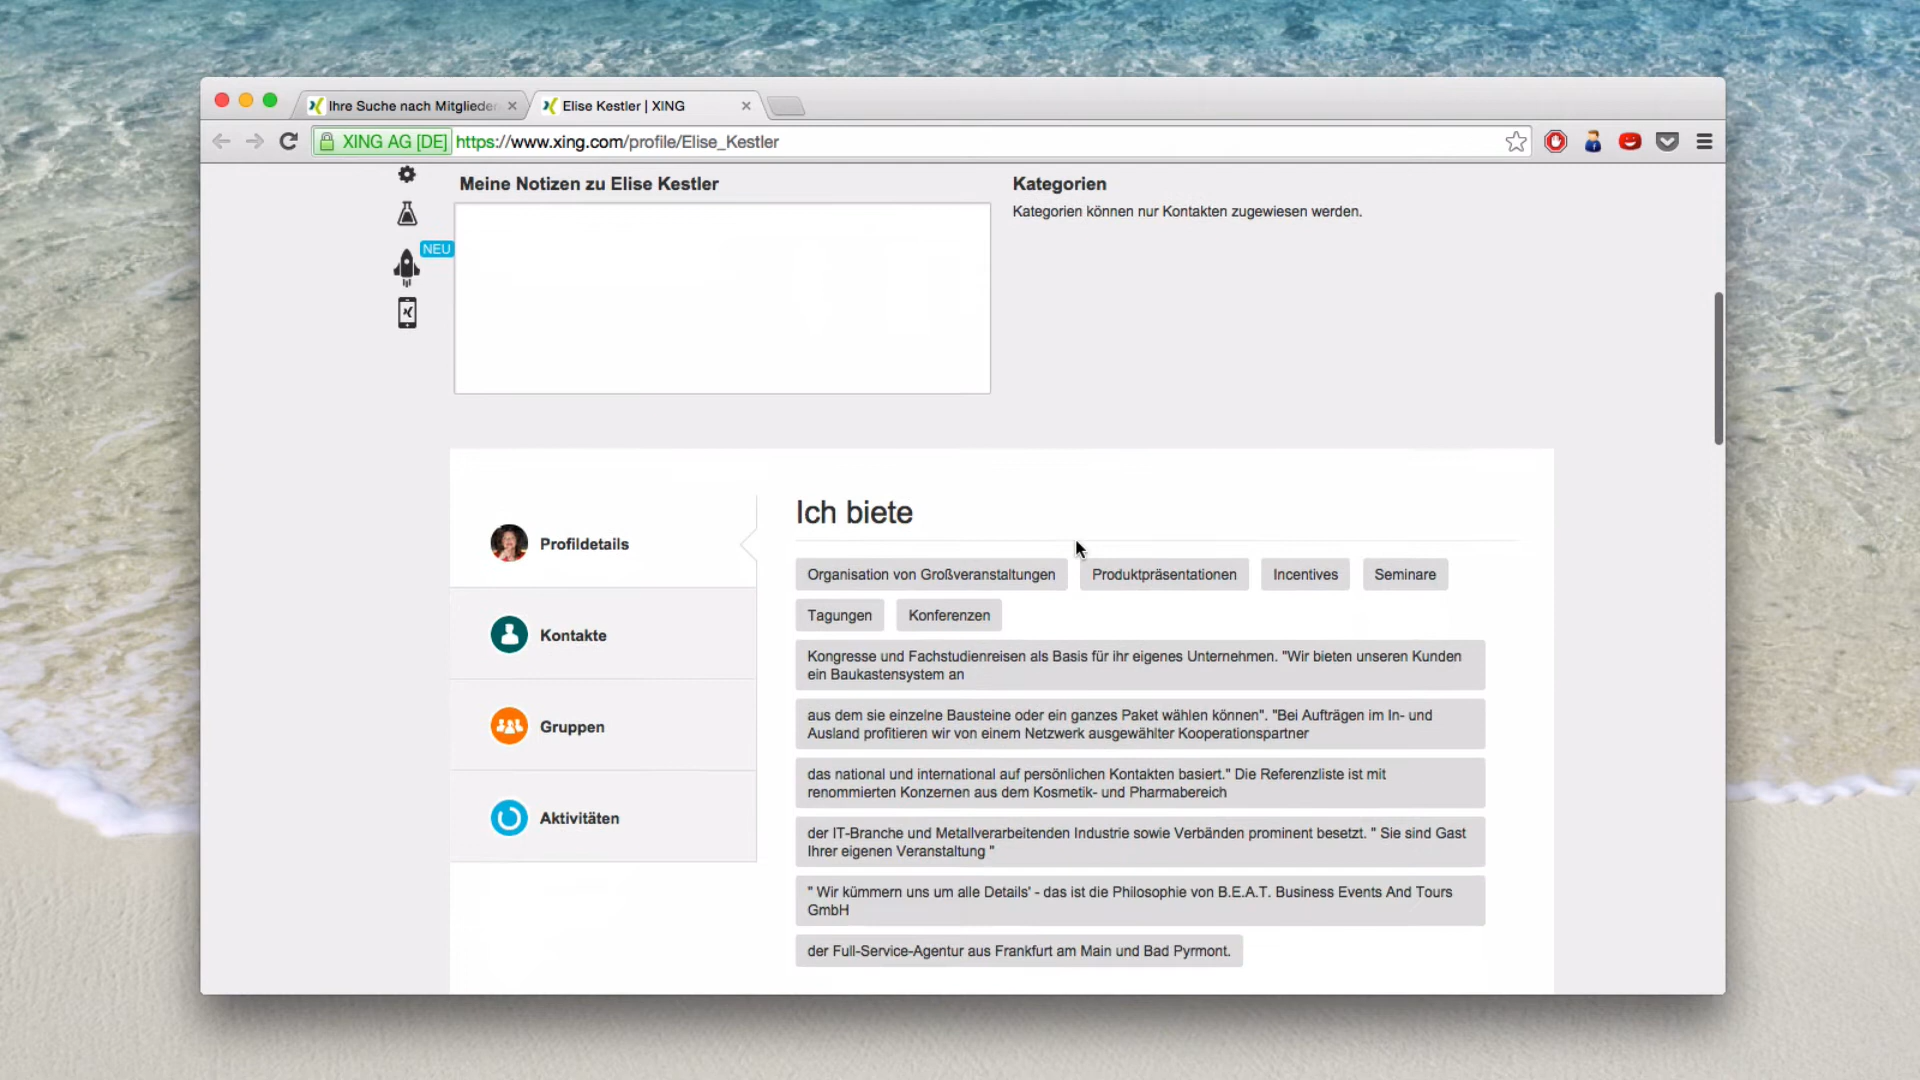 Ihre Suche nach Mitglieder
Elise Kestler | XING
XING AG [DE] https://www.xing.com/profile/Elise_Kestler
Meine Notizen zu Elise Kestler
Kategorien
Kategorien können nur Kontakten zugewiesen werden.
NEU
Profildetails
Kontakte
Gruppen
Aktivitäten
Ich biete
Organisation von Großveranstaltungen Produktpräsentationen Incentives Seminare
Tagungen Konferenzen
Kongresse und Fachstudienreisen als Basis für ihr eigenes Unternehmen. "Wir bieten unseren Kunden
ein Baukastensystem an
aus dem sie einzelne Bausteine oder ein ganzes Paket wählen können". "Bei Aufträgen im In- und
Ausland profitieren wir von einem Netzwerk ausgewählter Kooperationspartner
das national und international auf persönlichen Kontakten basiert." Die Referenzliste ist mit
renommierten Konzernen aus dem Kosmetik- und Pharmabereich
der IT-Branche und Metallverarbeitenden Industrie sowie Verbänden prominent besetzt. " Sie sind Gast
Ihrer eigenen Veranstaltung "
" Wir kümmern uns um alle Details' - das ist die Philosophie von B.E.A.T. Business Events And Tours
GmbH
der Full-Service-Agentur aus Frankfurt am Main und Bad Pyrmont.